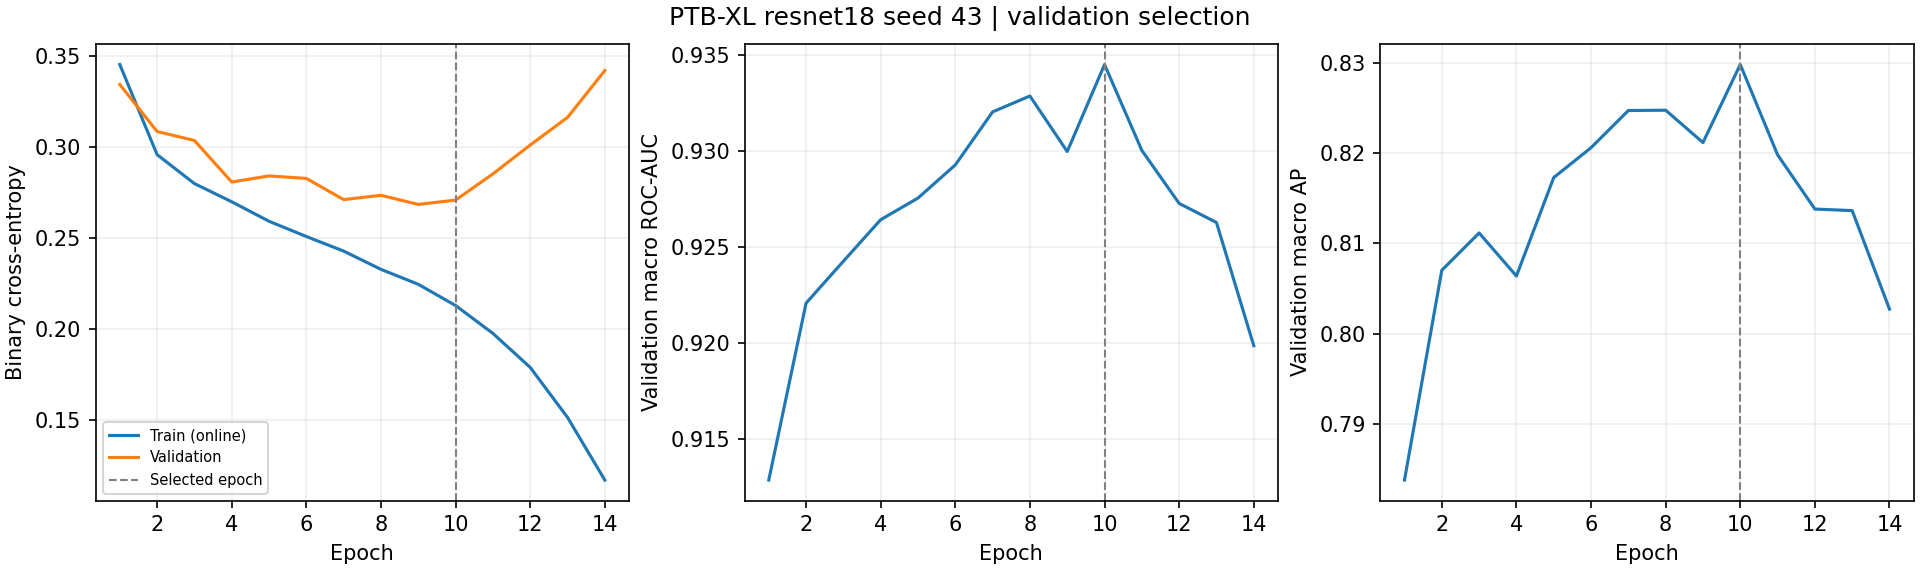 PTB-XL resnet18 seed 43 | validation selection
Binary cross-entropy
0.35
0.30
0.25
0.20
0.15
Train (online)
Validation
Selected epoch
2 4 6 8 10 12 14
Epoch
Validation macro ROC-AUC
0.935
0.930
0.925
0.920
0.915
2 4 6 8 10 12 14
Epoch
Validation macro AP
0.83
0.82
0.81
0.80
0.79
2 4 6 8 10 12 14
Epoch